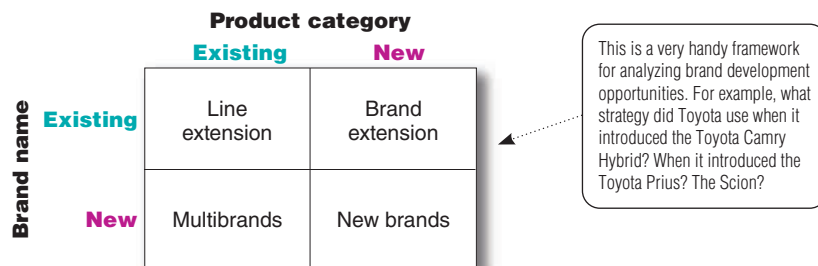 Product category
Existing New
Brand name
Existing
Line
extension
Brand
extension
New
Multibrands
New brands
This is a very handy framework
for analyzing brand development
opportunities. For example, what
strategy did Toyota use when it
introduced the Toyota Camry
Hybrid? When it introduced the
Toyota Prius? The Scion?